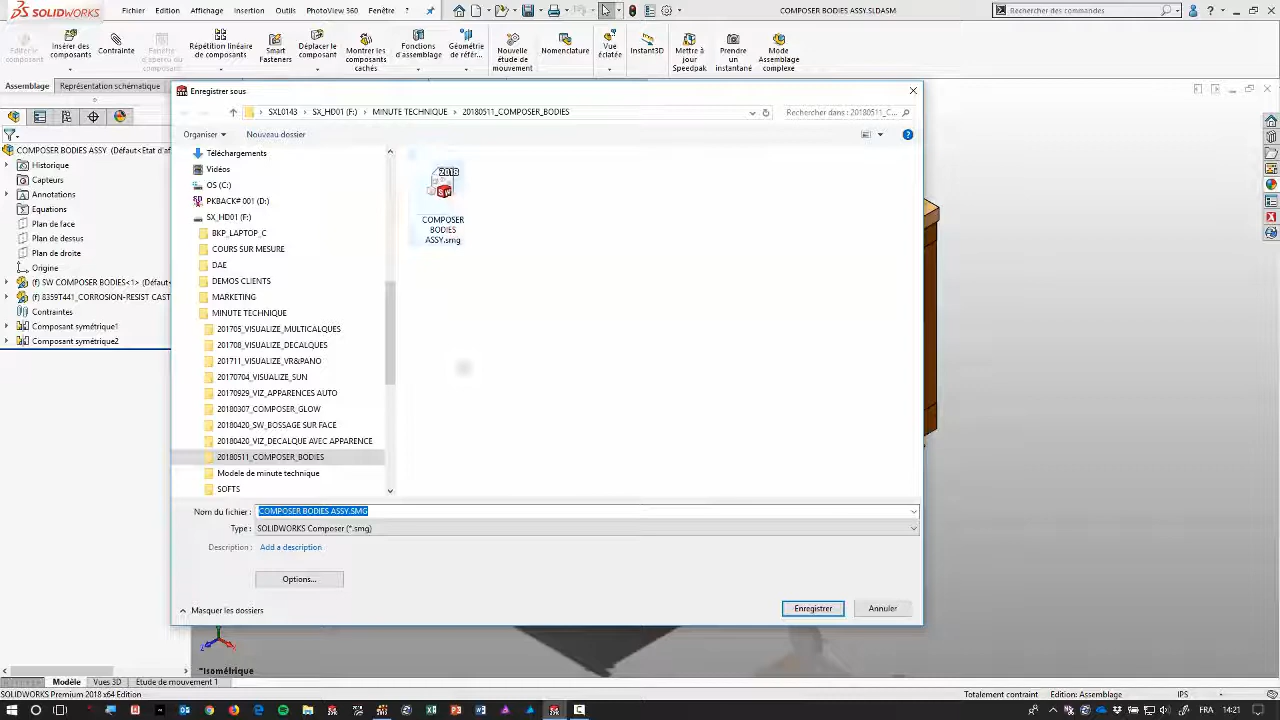 SOLIDWORKS
Fichier Edition Affichage Insertion Outils PhotoView 360 Fenêtre ?
COMPOSER BODIES ASSY.SLDASM
Rechercher des commandes
Insérer des composants
Contrainte
Répétition linéaire de composants
Smart Fasteners
Déplacer le composant
Montrer les composants cachés
Fonctions d'assemblage
Géométrie de référ...
Nouvelle étude de mouvement
Nomenclature
Vue éclatée
Instant3D
Mettre à jour Speedpak
Prendre un instantané
Mode Assemblage complexe
Assemblage Représentation schématique
Enregistrer sous
SXL0143 > SX_HD01 (F:) > MINUTE TECHNIQUE > 20180511_COMPOSER_BODIES
Rechercher dans : 20180511_C...
Organiser Nouveau dossier
COMPOSER BODIES ASSY (Défaut<Etat d'af
Historique
Capteurs
Annotations
Equations
Plan de face
Plan de dessus
Plan de droite
Origine
(f) SW COMPOSER BODIES<1> (Défau
(f) 8359T441_CORROSION-RESIST CAST
Contraintes
Composant symétrique1
Composant symétrique2
Téléchargements
Vidéos
OS (C:)
PKBACK# 001 (D:)
SX_HD01 (F:)
BKP_LAPTOP_C
COURS SUR MESURE
DAE
DEMOS CLIENTS
MARKETING
MINUTE TECHNIQUE
201705_VISUALIZE_MULTICALQUES
201708_VISUALIZE_DECALQUES
201711_VISUALIZE_VR&PANO
20170704_VISUALIZE_SUN
20170929_VIZ_APPARENCES AUTO
20180307_COMPOSER_GLOW
20180420_SW_BOSSAGE SUR FACE
20180420_VIZ_DECALQUE AVEC APPARENCE
20180511_COMPOSER_BODIES
Modele de minute technique
SOFTS
2018
SW
COMPOSER
BODIES
ASSY.smg
Nom du fichier : COMPOSER BODIES ASSY.SMG
Type : SOLIDWORKS Composer (*.smg)
Description : Add a description
Options...
Masquer les dossiers
Enregistrer Annuler
*Isométrique
Modèle Vues 3D Etude de mouvement 1
SOLIDWORKS Premium 2018 x64 Edition
Totalement contraint Edition: Assemblage IPS
FRA 14:21